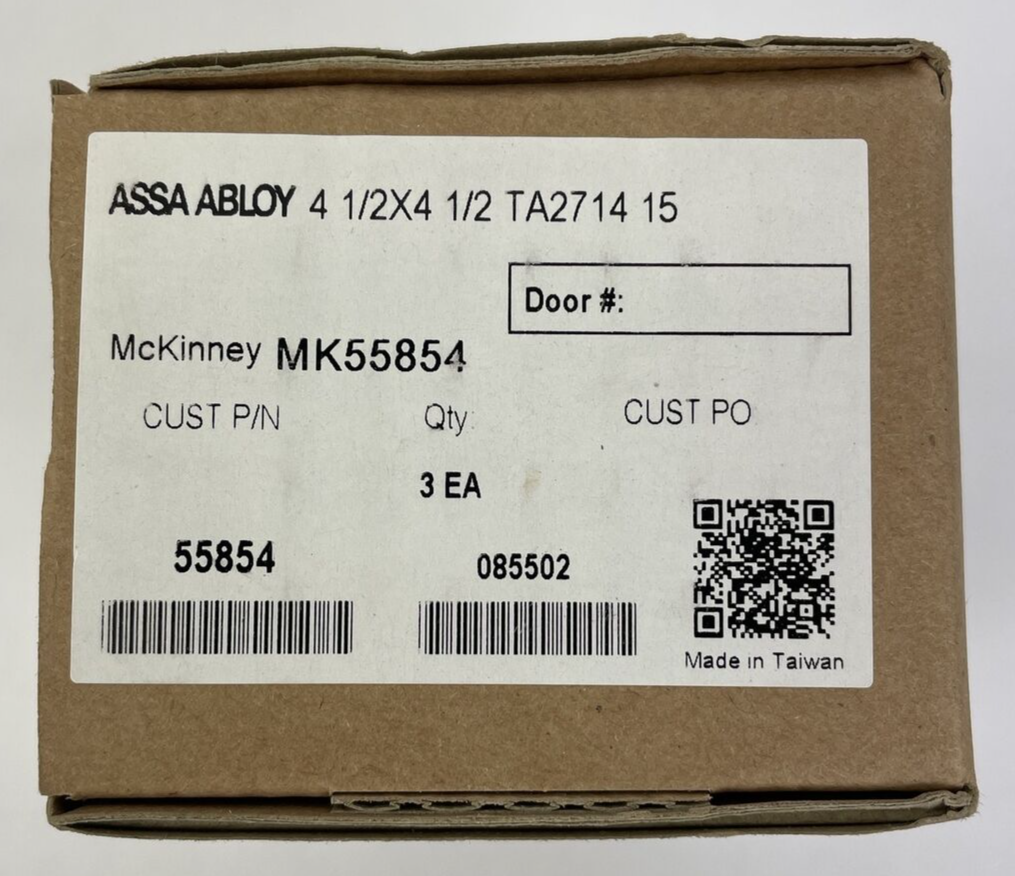 ASSA ABLOY 4 1/2X4 1/2 TA2714 15
Door #:
McKinney MK55854
CUST P/N Qty CUST PO
3 EA
55854 085502
Made in Taiwan